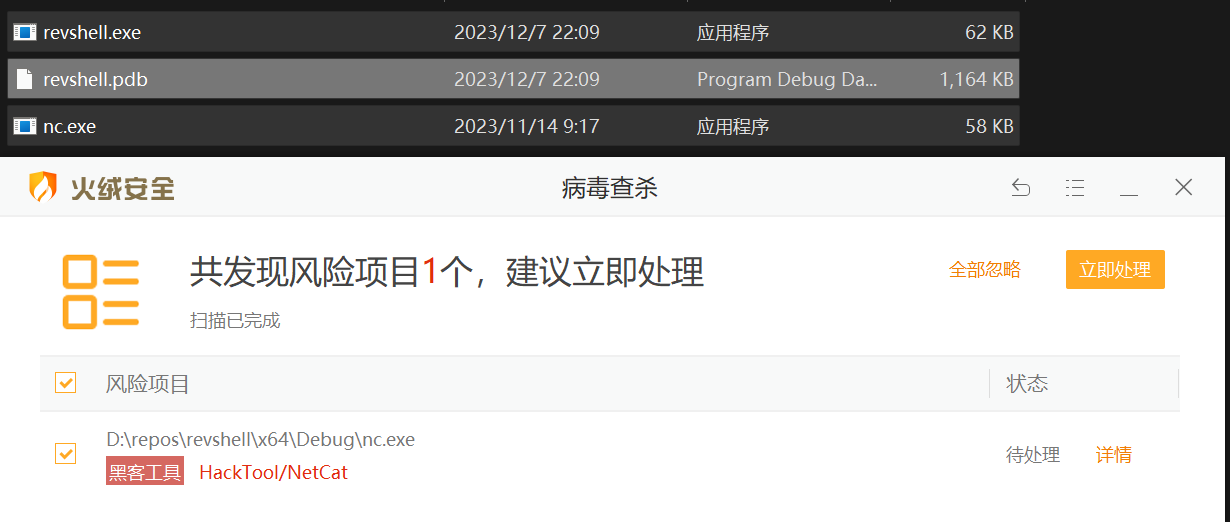 revshell.exe 2023/12/7 22:09 应用程序 62 KB
revshell.pdb 2023/12/7 22:09 Program Debug Da... 1,164 KB
nc.exe 2023/11/14 9:17 应用程序 58 KB
火绒安全 病毒查杀
共发现风险项目1个，建议立即处理 全部忽略 立即处理
扫描已完成
风险项目 状态
D:\repos\revshell\x64\Debug\nc.exe 待处理 详情
黑客工具 HackTool/NetCat